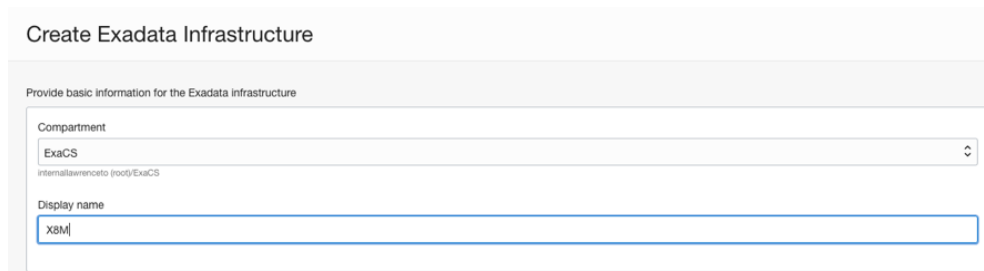 Create Exadata Infrastructure
Provide basic information for the Exadata infrastructure
Compartment
ExaCS
internallawrenceto (root)/ExaCS
Display name
X8M